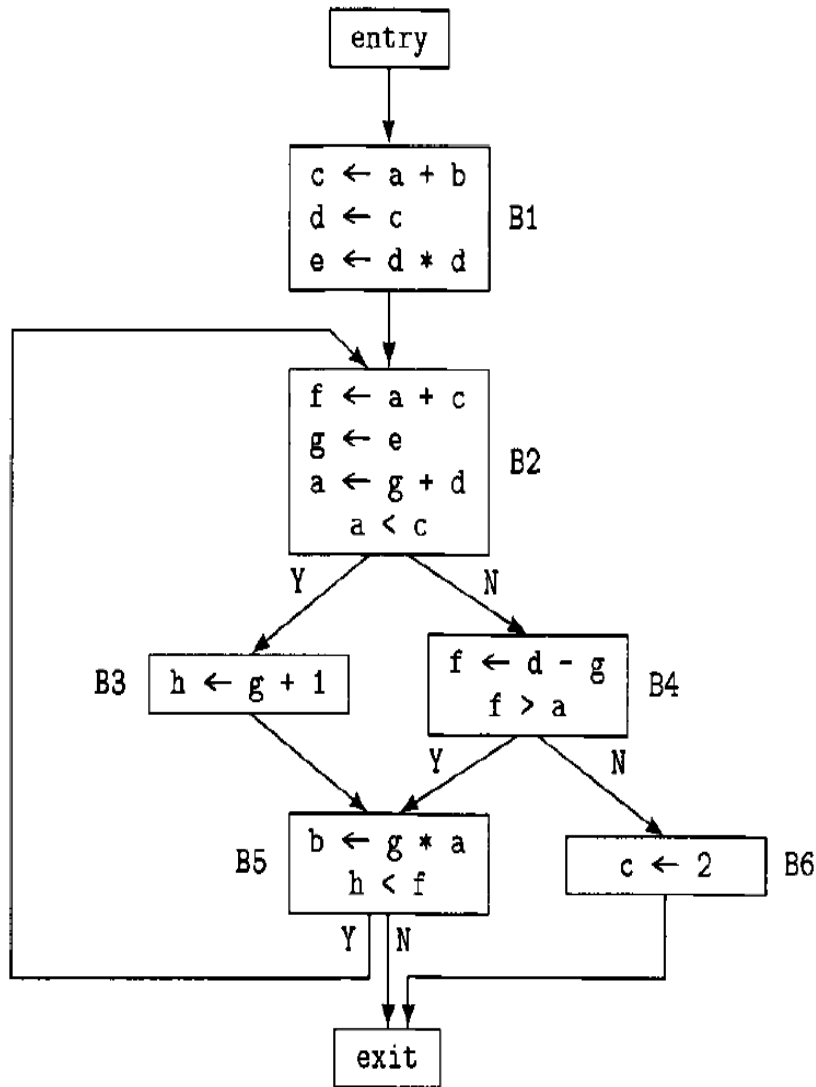 entry
c ← a + b
d ← c
e ← d * d
B1
f ← a + c
g ← e
a ← g + d
a < c
B2
Y
N
B3
h ← g + 1
f ← d - g
f > a
B4
Y
N
B5
b ← g * a
h < f
c ← 2
B6
Y
N
exit